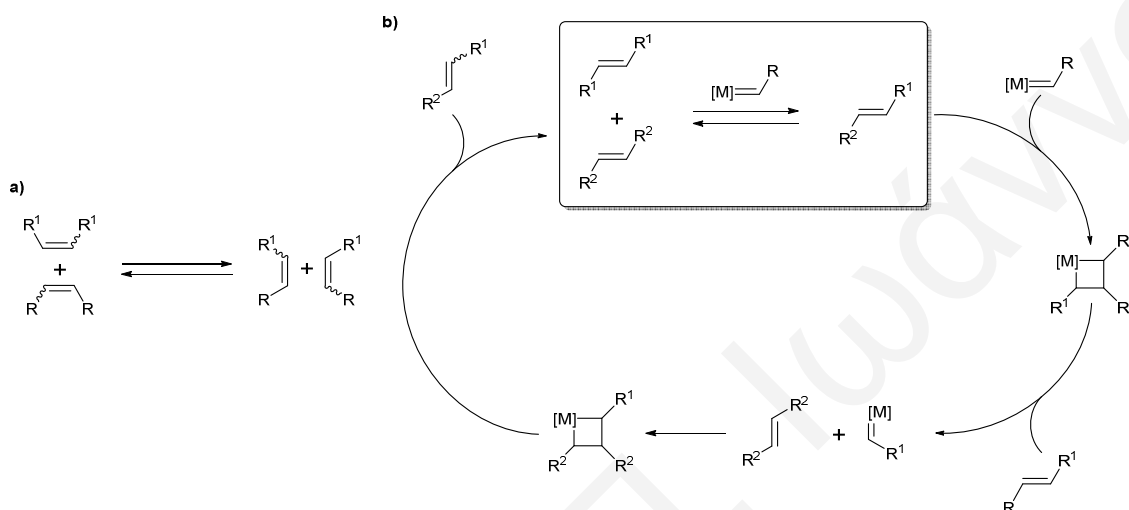 b)
R¹
R²
R¹
R¹
+
R²
R²
[M] R
R¹
R²
[M] R
a)
R¹ R¹
+
R R
R¹ R¹
+
R R
[M] R
R¹ R
[M] R¹
R² R²
R²
R²
+
[M]
R¹
R¹
R